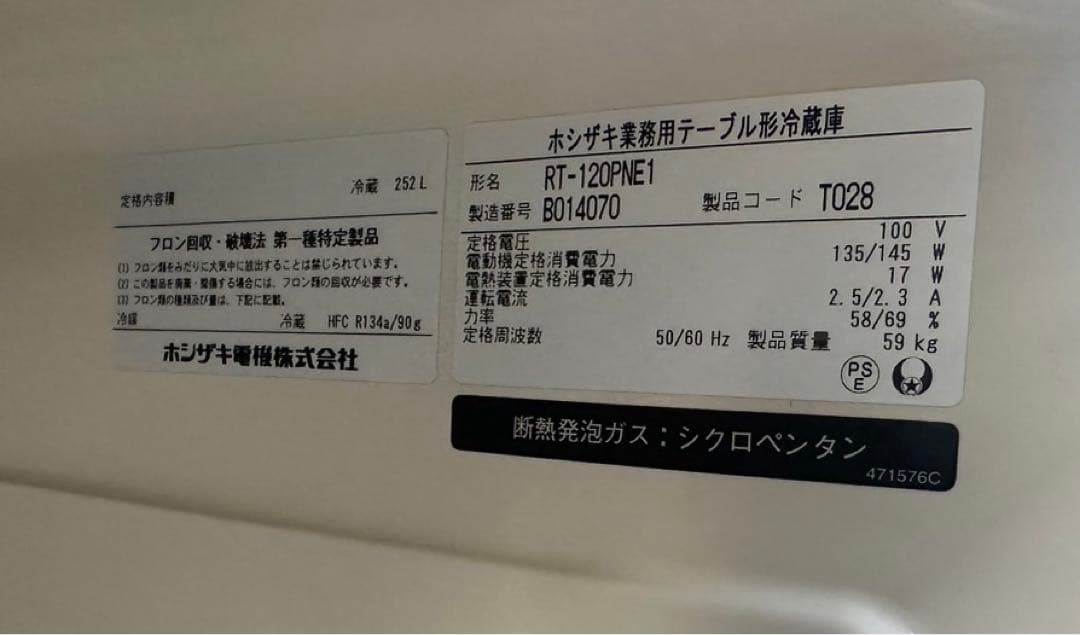 定格内容積 冷蔵 252 L
フロン回収・破壊法 第一種特定製品
(1) フロン類をみだりに大気中に放出することは禁じられています。
(2) この製品を廃棄・整備する場合には、フロン類の回収が必要です。
(3) フロン類の種類及び量は、下記に記載。
冷媒 冷蔵 HFC R134a/90g
ホシザキ電機株式会社
ホシザキ業務用テーブル形冷蔵庫
形名 RT-120PNE1
製造番号 B014070 製品コード T028
定格電圧 100 V
電動機定格消費電力 135/145 W
電熱装置定格消費電力 17 W
運転電流 2.5/2.3 A
力率 58/69 %
定格周波数 50/60 Hz 製品質量 59 kg
PS
E
断熱発泡ガス：シクロペンタン
471576C